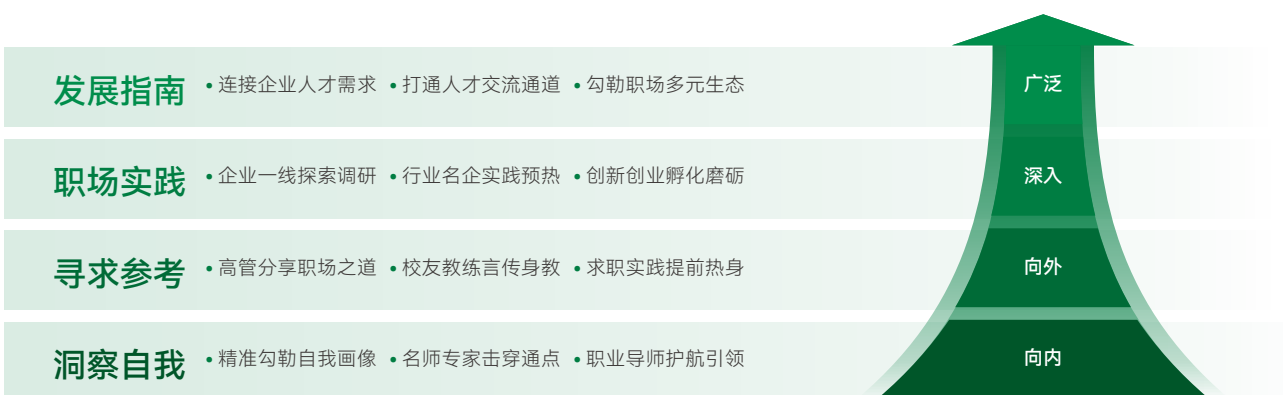 发展指南 • 连接企业人才需求 • 打通人才交流通道 • 勾勒职场多元生态 广泛
职场实践 • 企业一线探索调研 • 行业名企实践预热 • 创新创业孵化磨砺 深入
寻求参考 • 高管分享职场之道 • 校友教练言传身教 • 求职实践提前热身 向外
洞察自我 • 精准勾勒自我画像 • 名师专家击穿通点 • 职业导师护航引领 向内